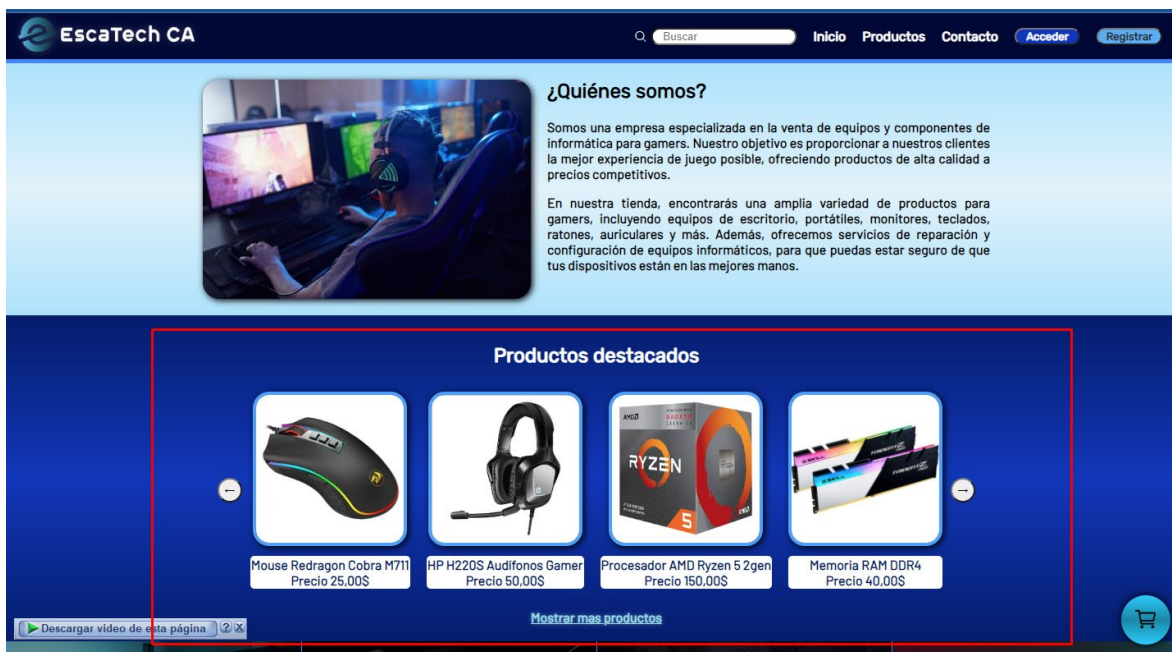 EscaTech CA
Buscar
Inicio Productos Contacto Acceder Registrar
¿Quiénes somos?
Somos una empresa especializada en la venta de equipos y componentes de
informática para gamers. Nuestro objetivo es proporcionar a nuestros clientes
la mejor experiencia de juego posible, ofreciendo productos de alta calidad a
precios competitivos.
En nuestra tienda, encontrarás una amplia variedad de productos para
gamers, incluyendo equipos de escritorio, portátiles, monitores, teclados,
ratones, auriculares y más. Además, ofrecemos servicios de reparación y
configuración de equipos informáticos, para que puedas estar seguro de que
tus dispositivos están en las mejores manos.
Productos destacados
AMD
RADEON
GRAPHICS
RYZEN
5
G.SKILL
← →
Mouse Redragon Cobra M711
Precio 25,00$
HP H220S Audífonos Gamer
Precio 50,00$
Procesador AMD Ryzen 5 2gen
Precio 150,00$
Memoria RAM DDR4
Precio 40,00$
Mostrar mas productos
Descargar video de esta página ? X